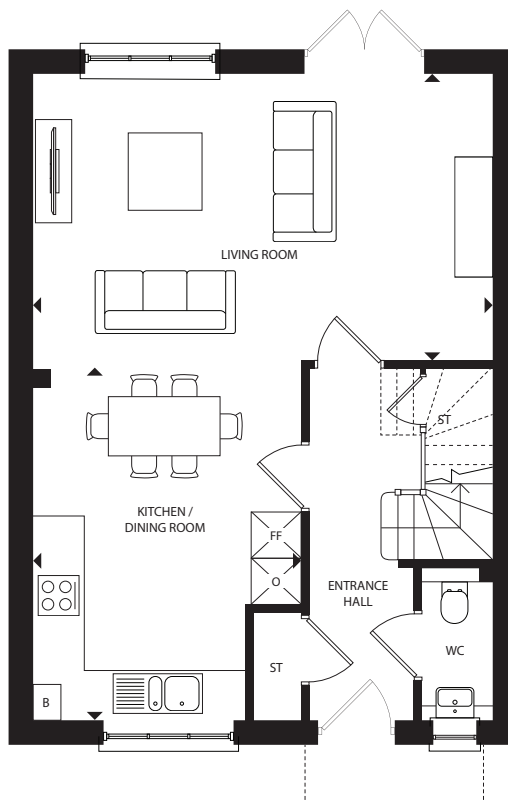 LIVING ROOM
ST
KITCHEN /
DINING ROOM
FF
O
ENTRANCE
HALL
ST
WC
B